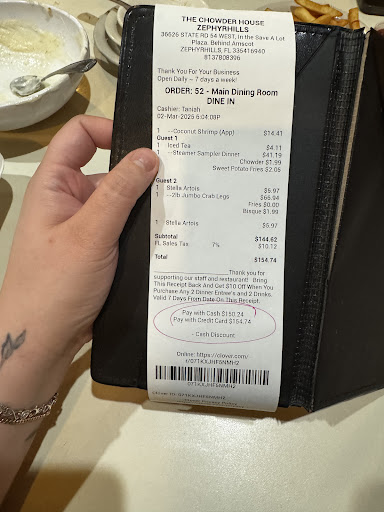 THE CHOWDER HOUSE
ZEPHYRHILLS
36626 STATE RD 54 WEST, In the Save A Lot
Plaza, Behind Amscot
ZEPHYRHILLS, FL 335416940
8137808396
Thank You For Your Business
Open Daily ~ 7 days a week!
ORDER: 52 - Main Dining Room
DINE IN
Cashier: Taniah
02-Mar-2025 6:04:08P
1 --Coconut Shrimp (App) $14.41
Guest 1
1 Iced Tea $4.11
1 --Steamer Sampler Dinner $41.19
Chowder $1.99
Sweet Potato Fries $2.06
Guest 2
1 Stella Artois $5.97
1 --2lb Jumbo Crab Legs $66.94
Fries $0.00
Bisque $1.99
1 Stella Artois $5.97
Subtotal $144.62
FL Sales Tax 7% $10.12
Total $154.74
Thank you for
supporting our staff and restaurant! Bring
This Receipt Back And Get $10 Off When You
Purchase Any 2 Dinner Entree's and 2 Drinks.
Valid 7 Days From Date On This Receipt.
Pay with Cash $150.24
Pay with Credit Card $154.74
- Cash Discount
Online: https://clover.com/
r/071KXJHF5NMH2
071KXJHF5NMH2